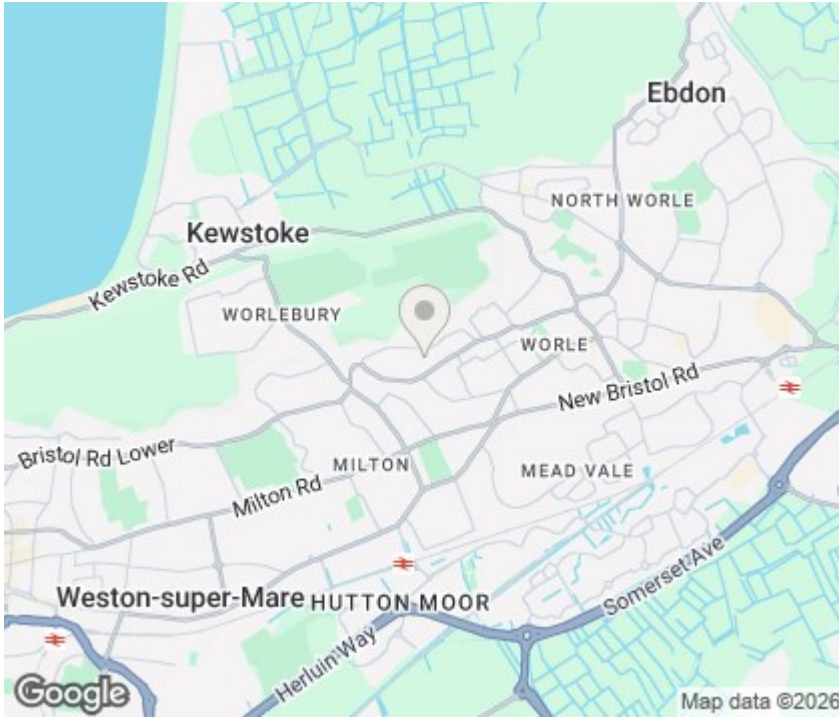 Ebdon
NORTH WORLE
Kewstoke
Kewstoke Rd
WORLEBURY
WORLE
New Bristol Rd
Bristol Rd Lower
MILTON
MEAD VALE
Milton Rd
Somerset Ave
Weston-super-Mare
HUTTON MOOR
Herluin Way
Google
Map data ©2026